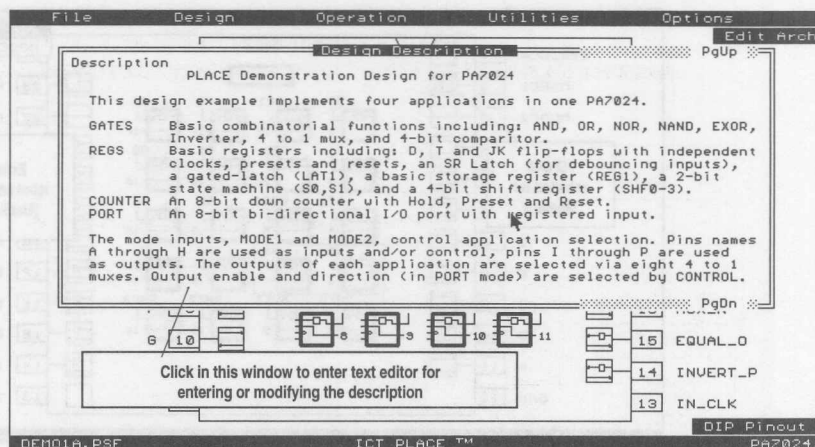 File Design Operation Utilities Options
Edit Arch
Design Description
PgUp
Description
PLACE Demonstration Design for PA7024
This design example implements four applications in one PA7024.
GATES Basic combinatorial functions including: AND, OR, NOR, NAND, EXOR,
Inverter, 4 to 1 mux, and 4-bit comparitor.
REGS Basic registers including: D, T and JK flip-flops with independent
clocks, presets and resets, an SR Latch (for debouncing inputs),
a gated-latch (LAT1), a basic storage register (REG1), a 2-bit
state machine (S0,S1), and a 4-bit shift register (SHF0-3).
COUNTER An 8-bit down counter with Hold, Preset and Reset.
PORT An 8-bit bi-directional I/O port with registered input.
The mode inputs, MODE1 and MODE2, control application selection. Pins names
A through H are used as inputs and/or control, pins I through P are used
as outputs. The outputs of each application are selected via eight 4 to 1
muxes. Output enable and direction (in PORT mode) are selected by CONTROL.
PgDn
G 10 8 9 10 11 15 EQUAL_O
Click in this window to enter text editor for
entering or modifying the description
14 INVERT_P
13 IN_CLK
DIP Pinout
DEMO1A.PSF ICT PLACE TM PA7024